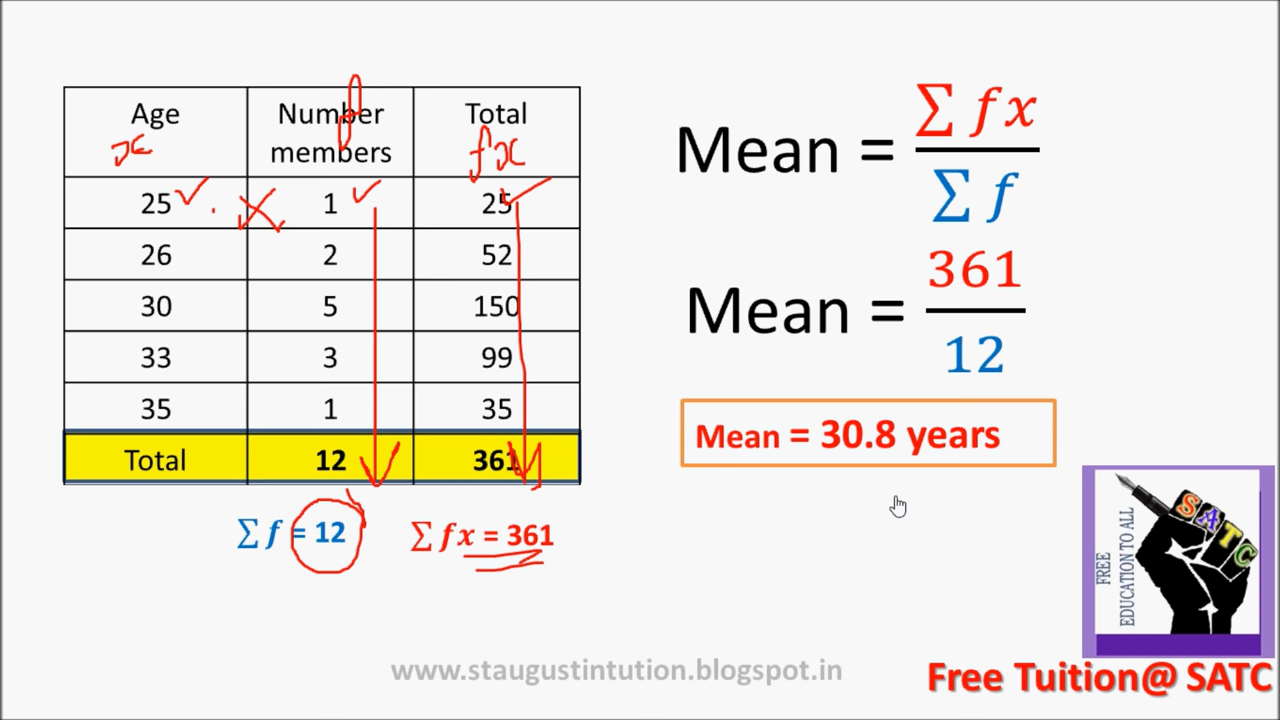 Age Number members Total
x f fx
25 1 25
26 2 52
30 5 150
33 3 99
35 1 35
Total 12 361
∑ f = 12 ∑ fx = 361
Mean = ∑ fx / ∑ f
Mean = 361 / 12
Mean = 30.8 years
FREE
EDUCATION TO ALL
SATC
www.staugustintution.blogspot.in
Free Tuition@ SATC